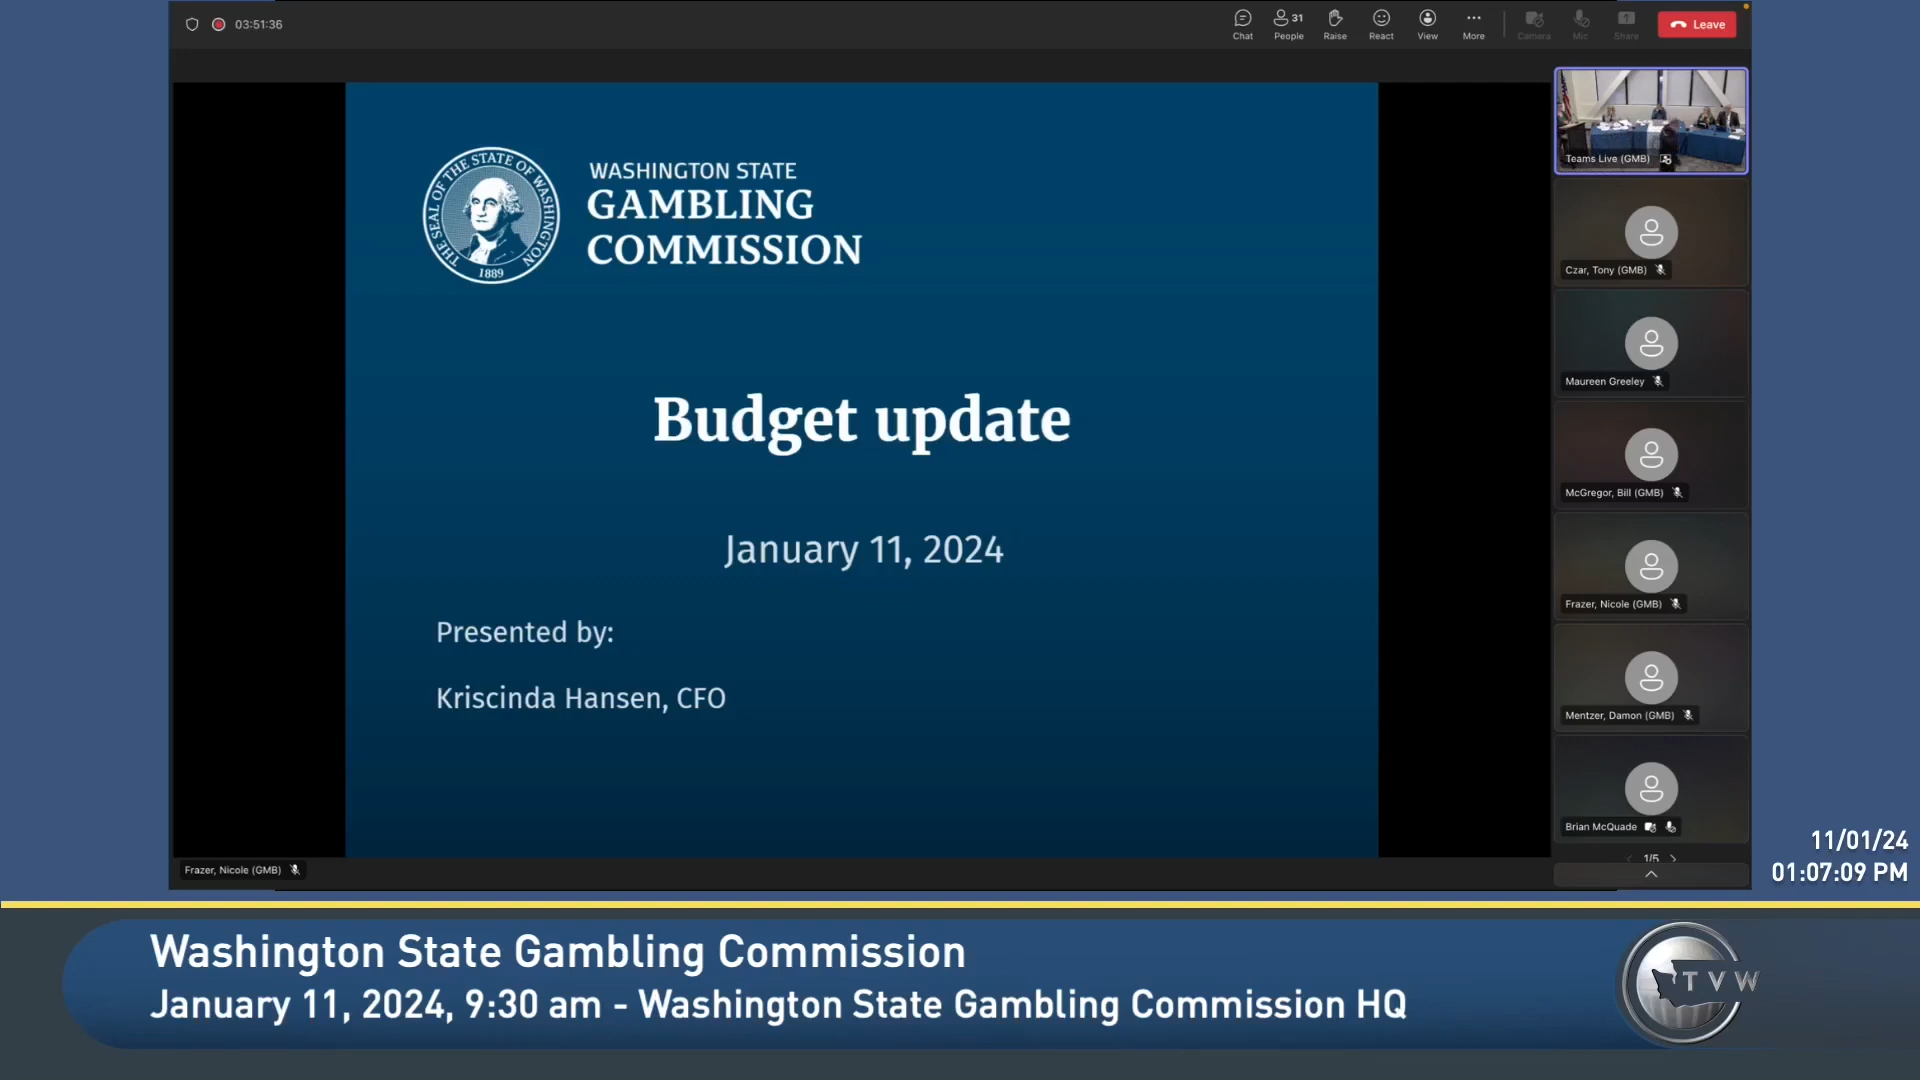 03:51:36
Chat
31
People
Raise
React
View
More
Camera
Mic
Share
Leave
THE SEAL OF THE STATE OF WASHINGTON
1889
WASHINGTON STATE
GAMBLING
COMMISSION
Budget update
January 11, 2024
Presented by:
Kriscinda Hansen, CFO
Teams Live (GMB)
Czar, Tony (GMB)
Maureen Greeley
McGregor, Bill (GMB)
Frazer, Nicole (GMB)
Mentzer, Damon (GMB)
Brian McQuade
1/5
Frazer, Nicole (GMB)
11/01/24
01:07:09 PM
Washington State Gambling Commission
January 11, 2024, 9:30 am - Washington State Gambling Commission HQ
TVW